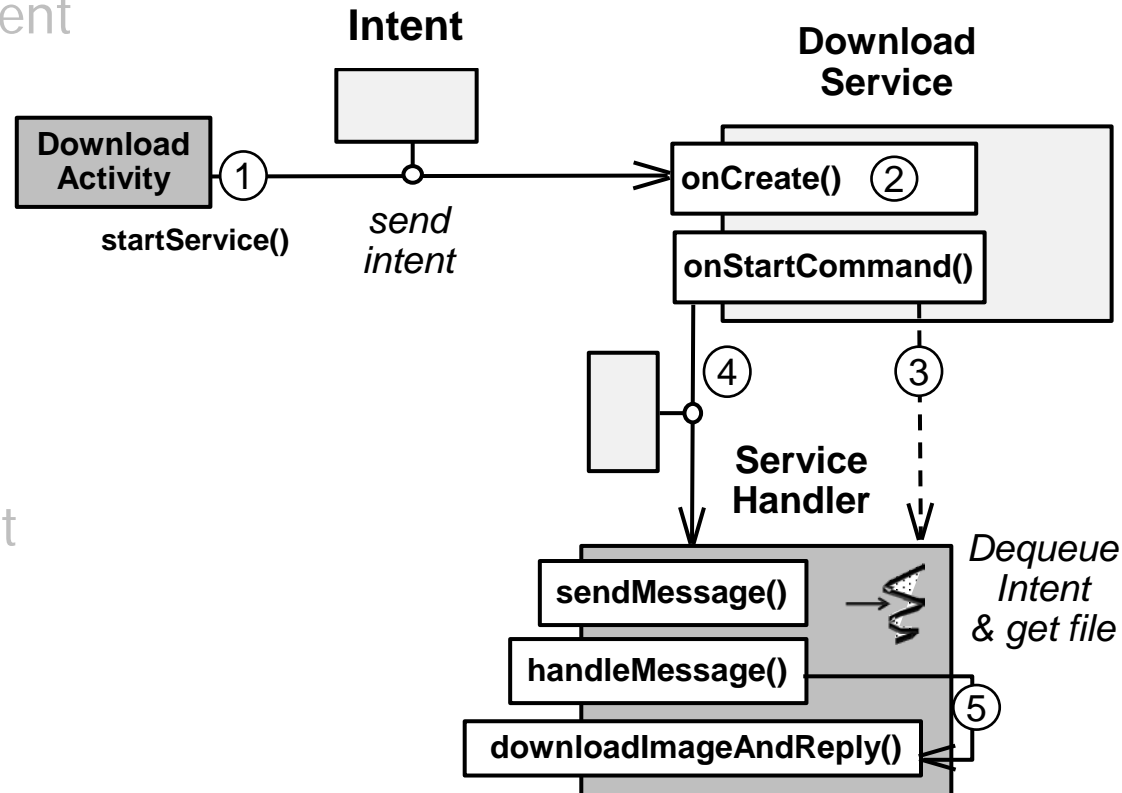 ent
Intent
Download
Service
Download
Activity
1
onCreate()
2
startService()
send
intent
onStartCommand()
4
3
Service
Handler
t
Dequeue
Intent
& get file
sendMessage()
handleMessage()
5
downloadImageAndReply()